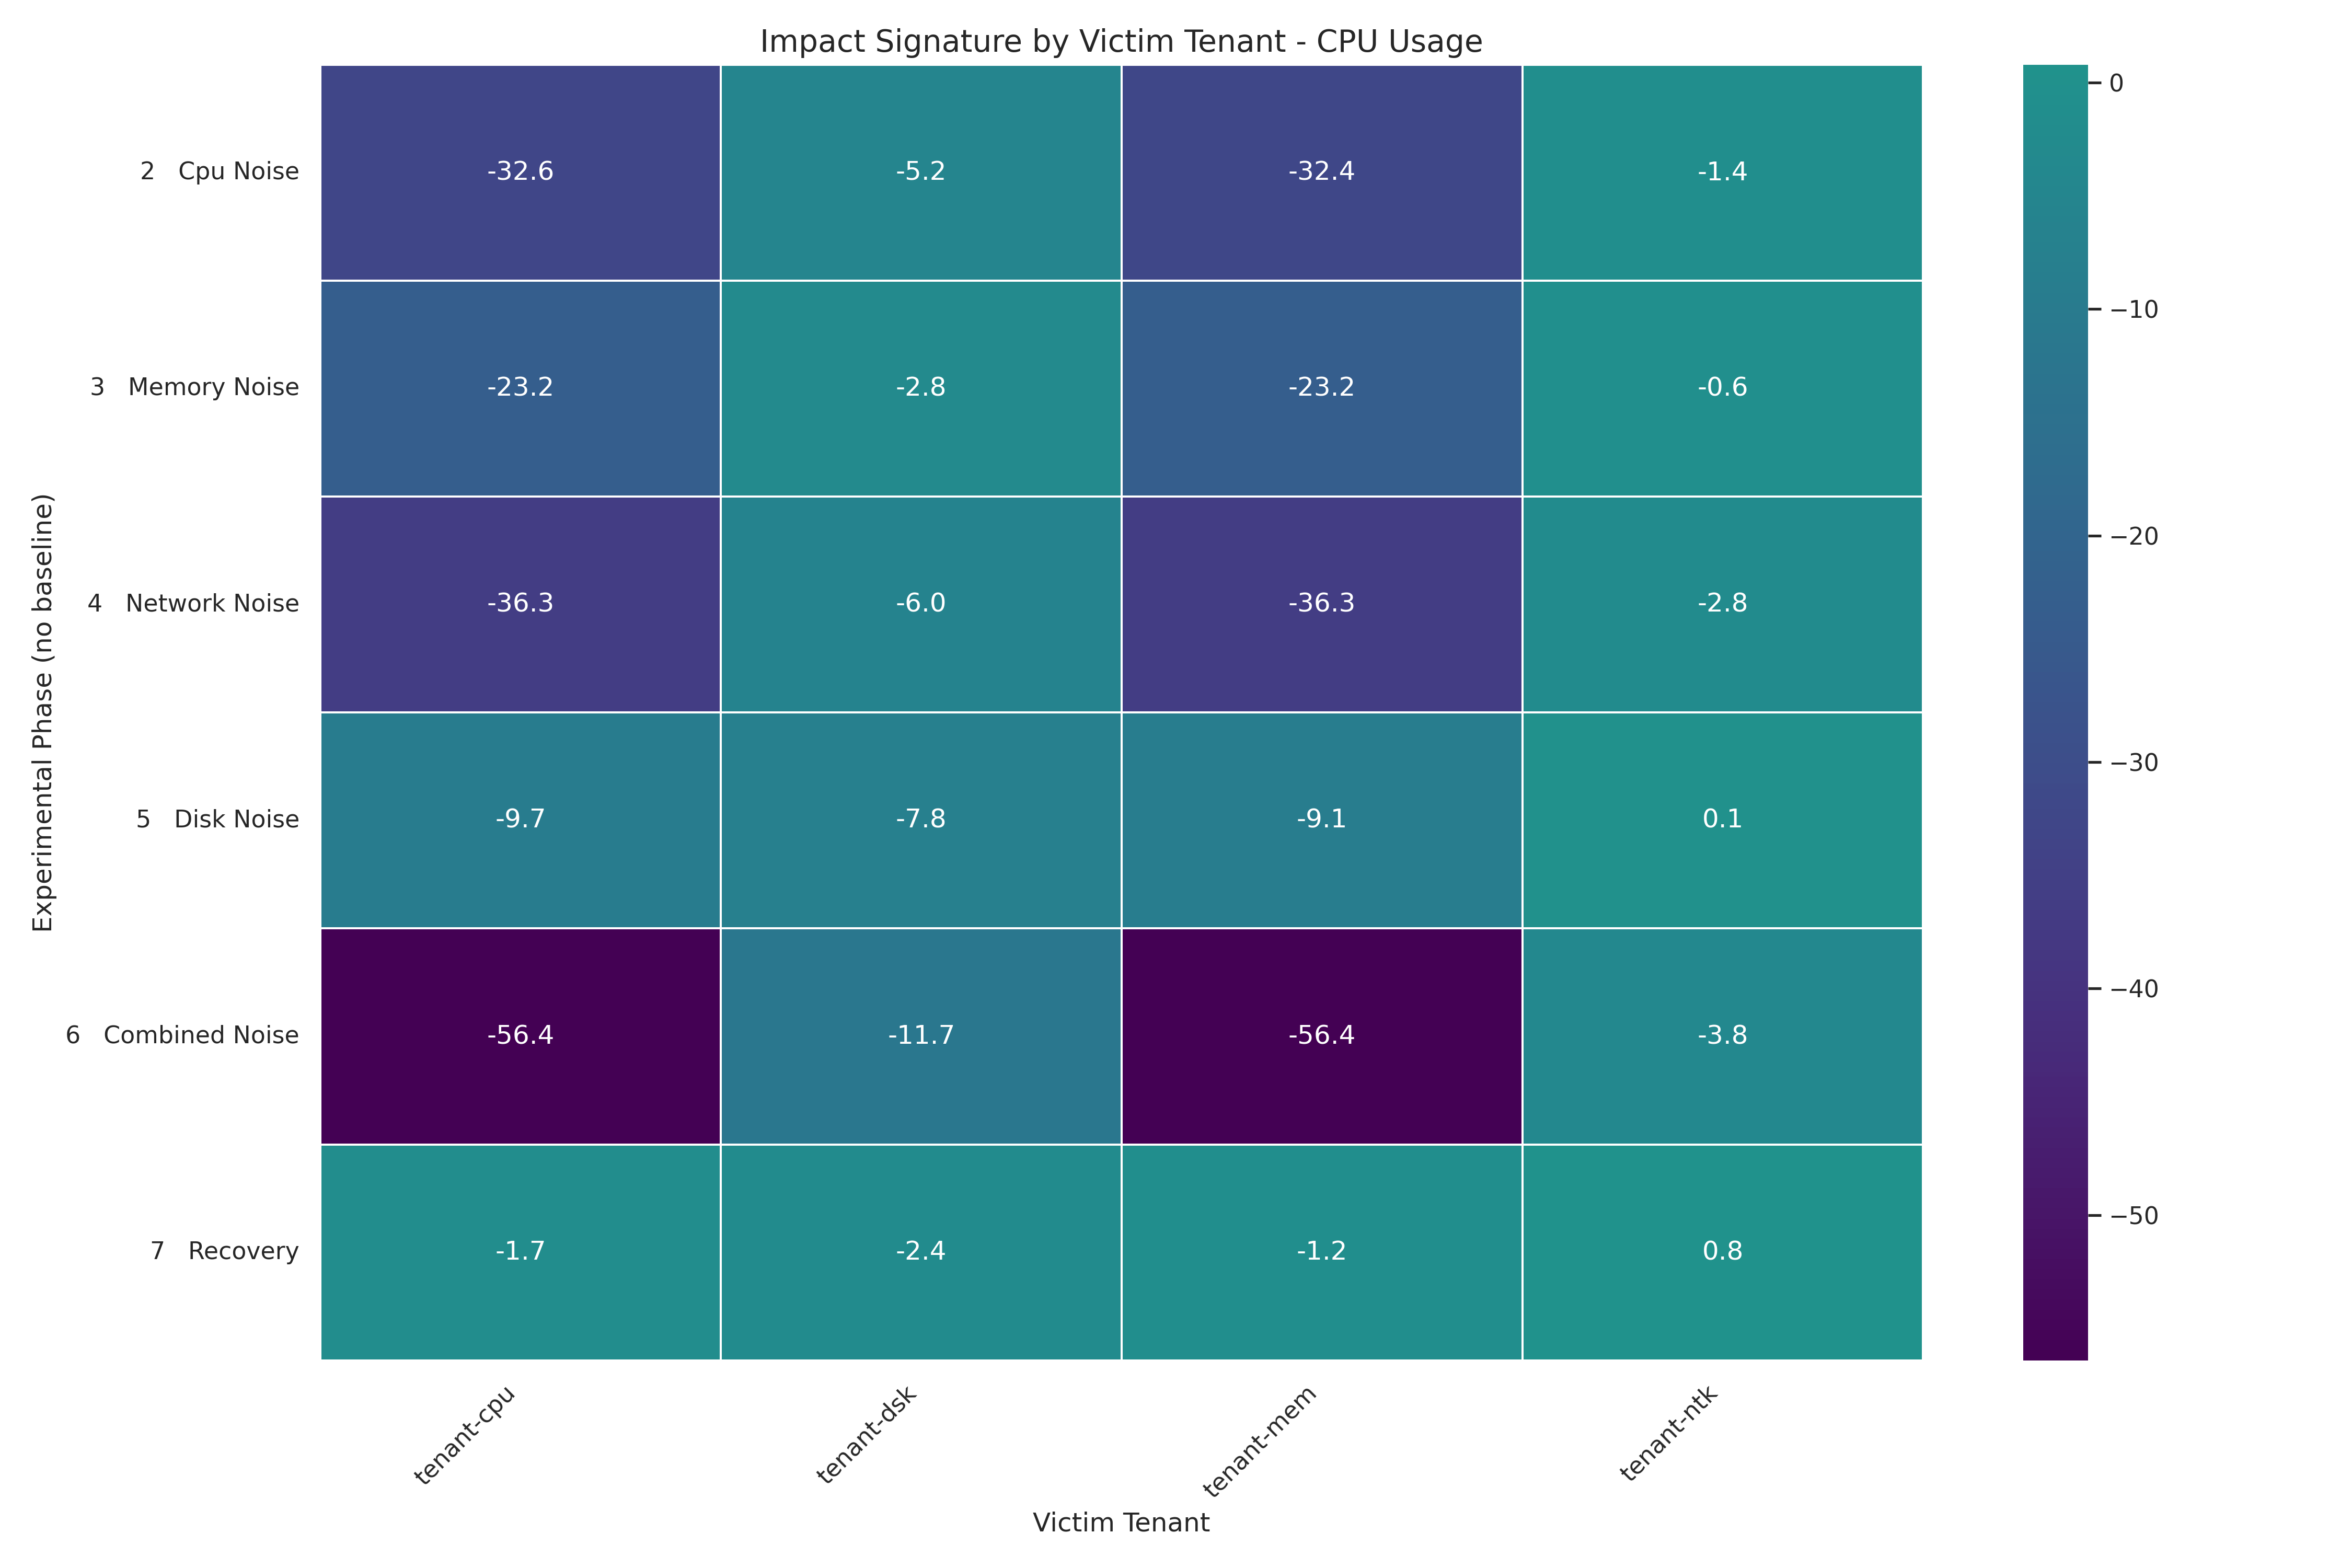 Impact Signature by Victim Tenant - CPU Usage
Experimental Phase (no baseline)
2 Cpu Noise -32.6 -5.2 -32.4 -1.4
3 Memory Noise -23.2 -2.8 -23.2 -0.6
4 Network Noise -36.3 -6.0 -36.3 -2.8
5 Disk Noise -9.7 -7.8 -9.1 0.1
6 Combined Noise -56.4 -11.7 -56.4 -3.8
7 Recovery -1.7 -2.4 -1.2 0.8
tenant-cpu tenant-dsk tenant-mem tenant-ntk
Victim Tenant
0
−10
−20
−30
−40
−50